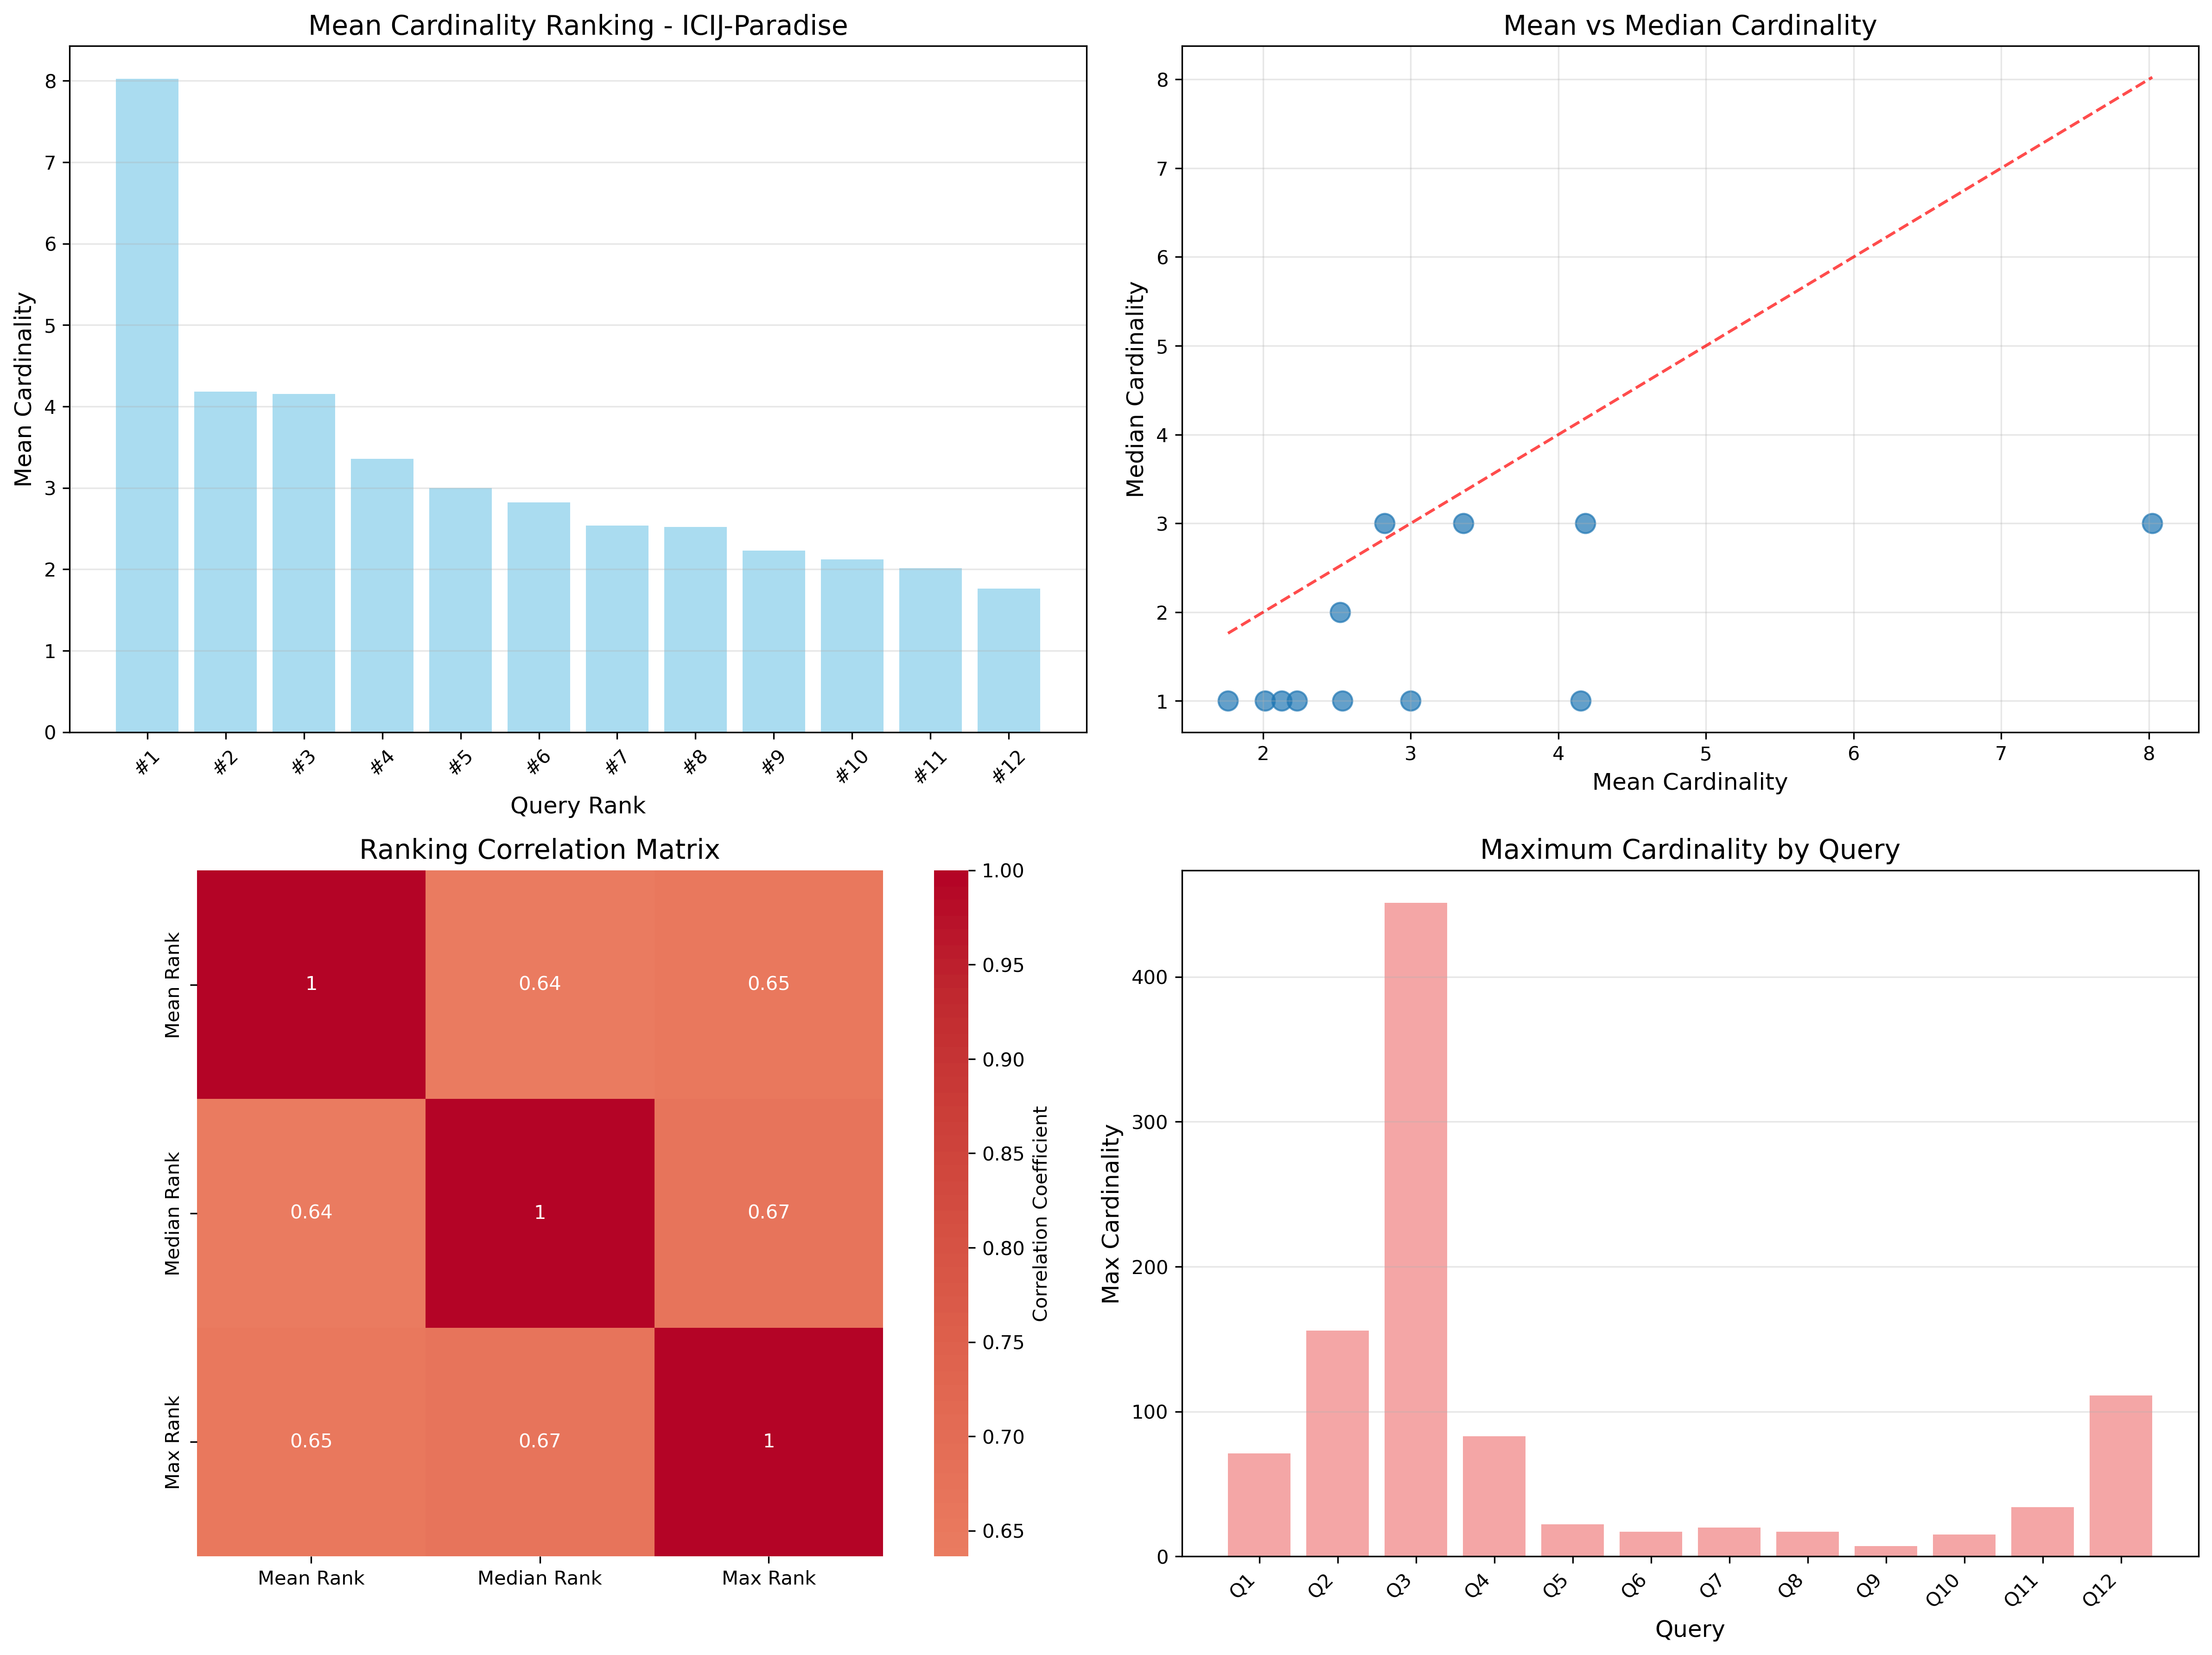 Mean Cardinality Ranking - ICIJ-Paradise
Mean Cardinality
8
7
6
5
4
3
2
1
0
#1
#2
#3
#4
#5
#6
#7
#8
#9
#10
#11
#12
Query Rank
Mean vs Median Cardinality
Median Cardinality
8
7
6
5
4
3
2
1
2
3
4
5
6
7
8
Mean Cardinality
Ranking Correlation Matrix
Mean Rank
1
0.64
0.65
Median Rank
0.64
1
0.67
Max Rank
0.65
0.67
1
Mean Rank
Median Rank
Max Rank
1.00
0.95
0.90
0.85
0.80
0.75
0.70
0.65
Correlation Coefficient
Maximum Cardinality by Query
Max Cardinality
400
300
200
100
0
Q1
Q2
Q3
Q4
Q5
Q6
Q7
Q8
Q9
Q10
Q11
Q12
Query